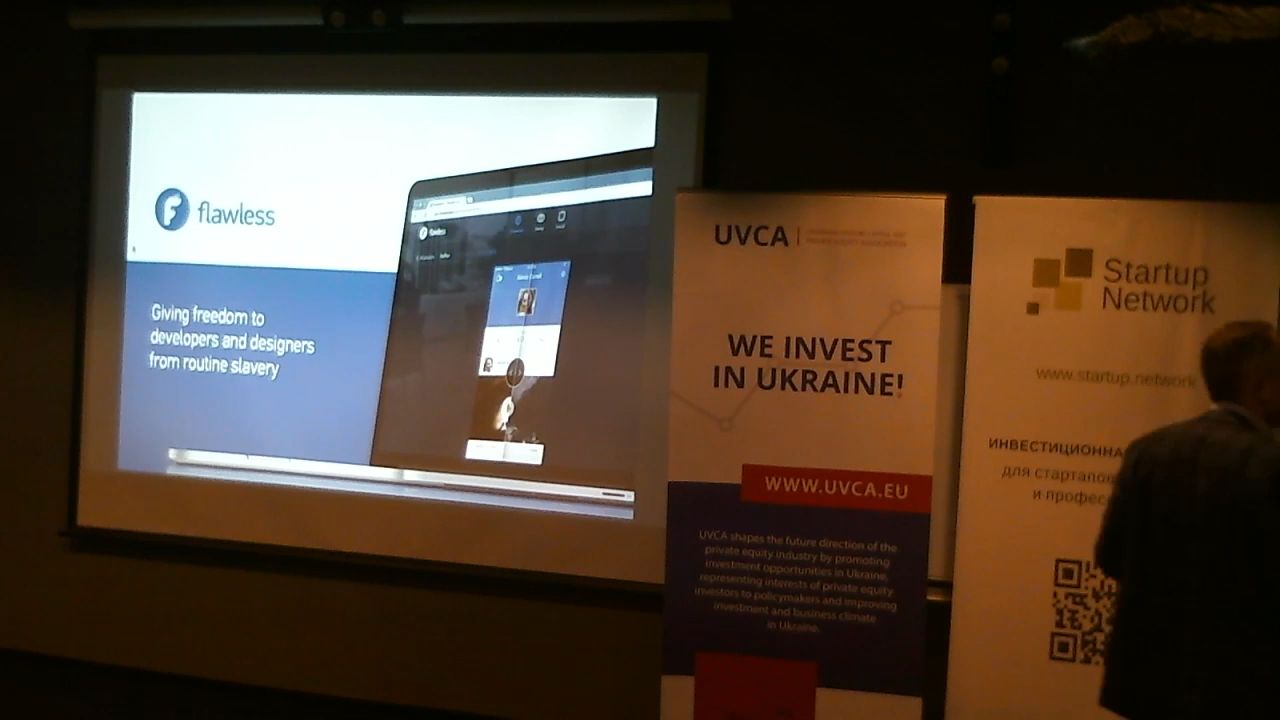 flawless
Giving freedom to
developers and designers
from routine slavery
flawless
UVCA
WE INVEST
IN UKRAINE!
WWW.UVCA.EU
UVCA shapes the future direction of the
private equity industry by promoting
investment opportunities in Ukraine,
representing interests of private equity
investors to policymakers and improving
investment and business climate
in Ukraine.
Startup
Network
www.startup.network
ИНВЕСТИЦИОННА
для стартапов
и профес